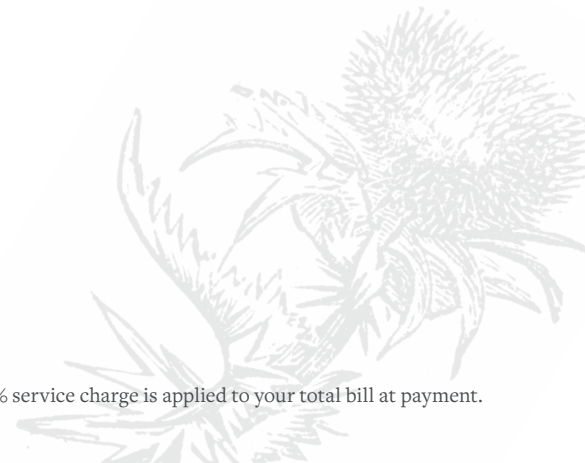 % service charge is applied to your total bill at payment.